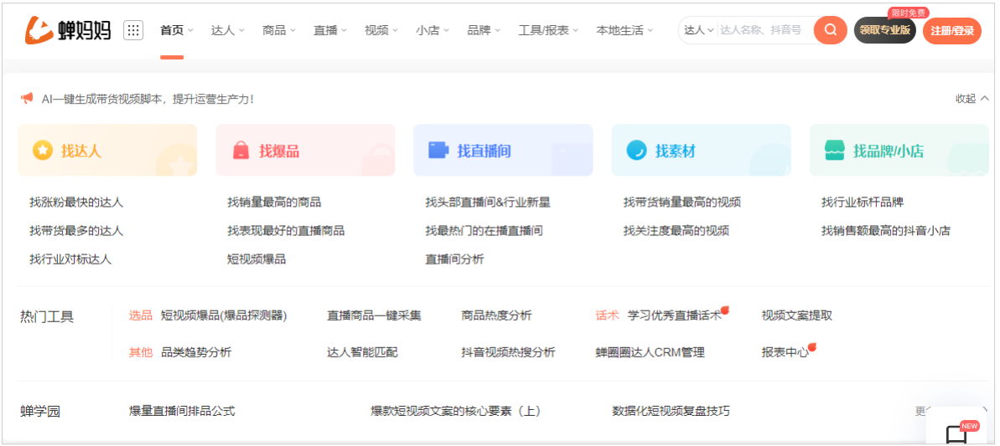 限时免费
蝉妈妈 首页 达人 商品 直播 视频 小店 品牌 工具/报表 本地生活 达人 达人名称、抖音号 领取专业版 注册/登录
AI一键生成带货视频脚本，提升运营生产力! 收起
找达人 找爆品 找直播间 找素材 找品牌/小店
找涨粉最快的达人 找销量最高的商品 找头部直播间&行业新星 找带货销量最高的视频 找行业标杆品牌
找带货最多的达人 找表现最好的直播商品 找最热门的在播直播间 找关注度最高的视频 找销售额最高的抖音小店
找行业对标达人 短视频爆品 直播间分析
热门工具 选品 短视频爆品(爆品探测器) 直播商品一键采集 商品热度分析 话术 学习优秀直播话术 视频文案提取
其他 品类趋势分析 达人智能匹配 抖音视频热搜分析 蝉圈圈达人CRM管理 报表中心
蝉学园 爆量直播间排品公式 爆款短视频文案的核心要素（上） 数据化短视频复盘技巧
NEW